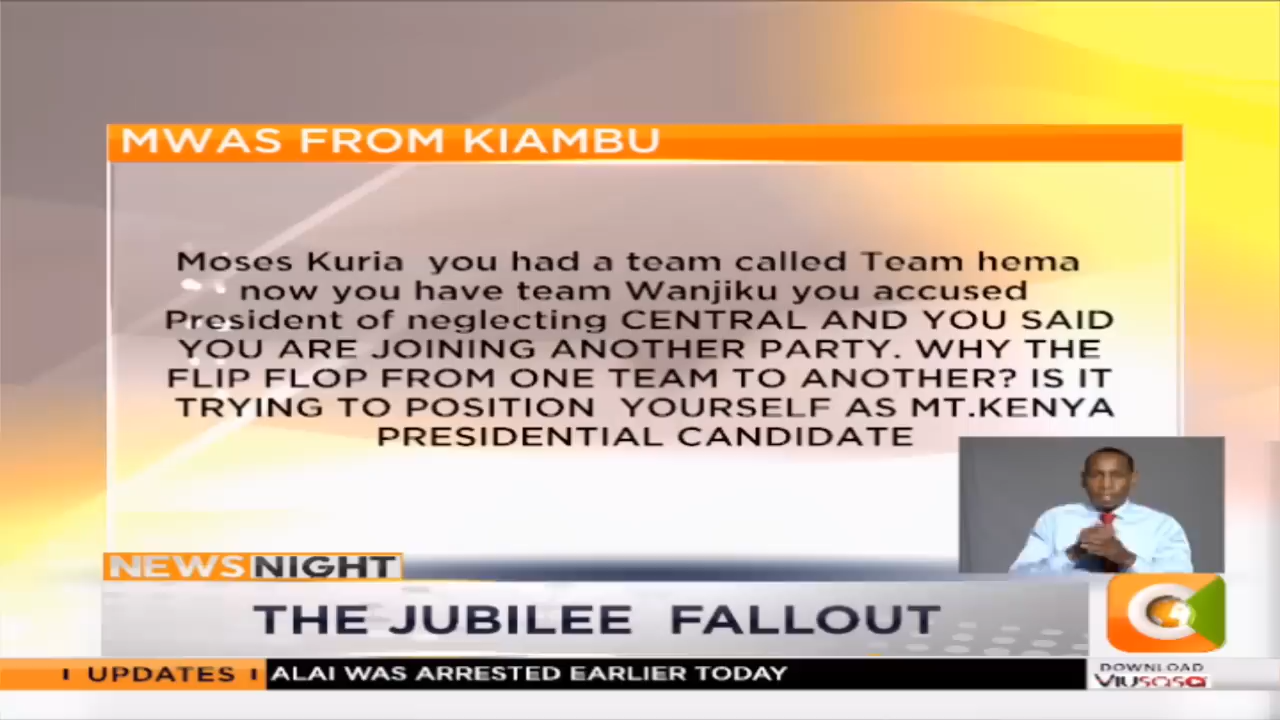 MWAS FROM KIAMBU
Moses Kuria you had a team called Team hema
now you have team Wanjiku you accused
President of neglecting CENTRAL AND YOU SAID
YOU ARE JOINING ANOTHER PARTY. WHY THE
FLIP FLOP FROM ONE TEAM TO ANOTHER? IS IT
TRYING TO POSITION YOURSELF AS MT.KENYA
PRESIDENTIAL CANDIDATE
NEWSNIGHT
THE JUBILEE FALLOUT
UPDATES
ALAI WAS ARRESTED EARLIER TODAY
DOWNLOAD
VIUSASA